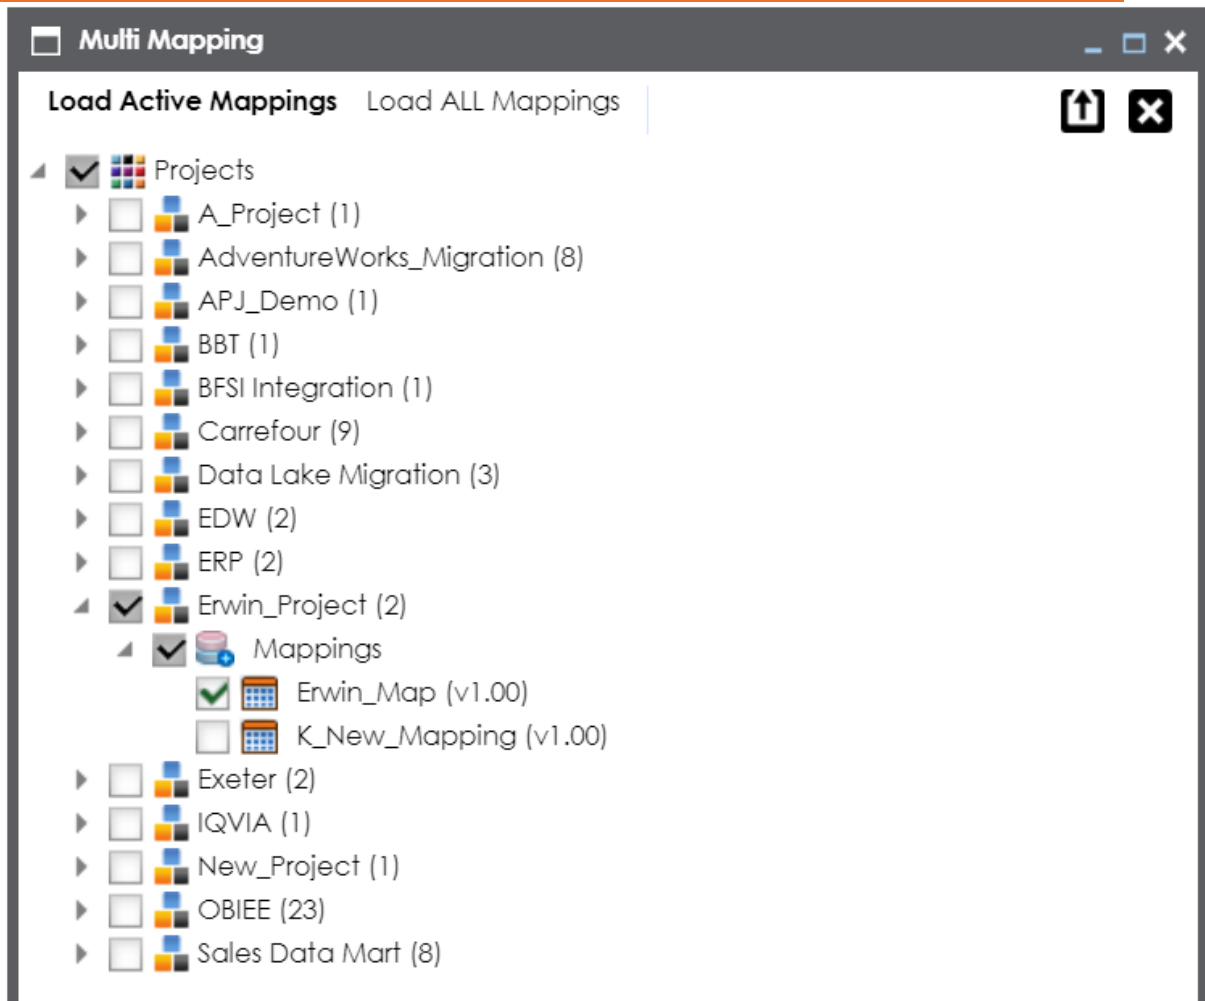 Multi Mapping
Load Active Mappings Load ALL Mappings
Projects
A_Project (1)
AdventureWorks_Migration (8)
APJ_Demo (1)
BBT (1)
BFSI Integration (1)
Carrefour (9)
Data Lake Migration (3)
EDW (2)
ERP (2)
Erwin_Project (2)
Mappings
Erwin_Map (v1.00)
K_New_Mapping (v1.00)
Exeter (2)
IQVIA (1)
New_Project (1)
OBIEE (23)
Sales Data Mart (8)